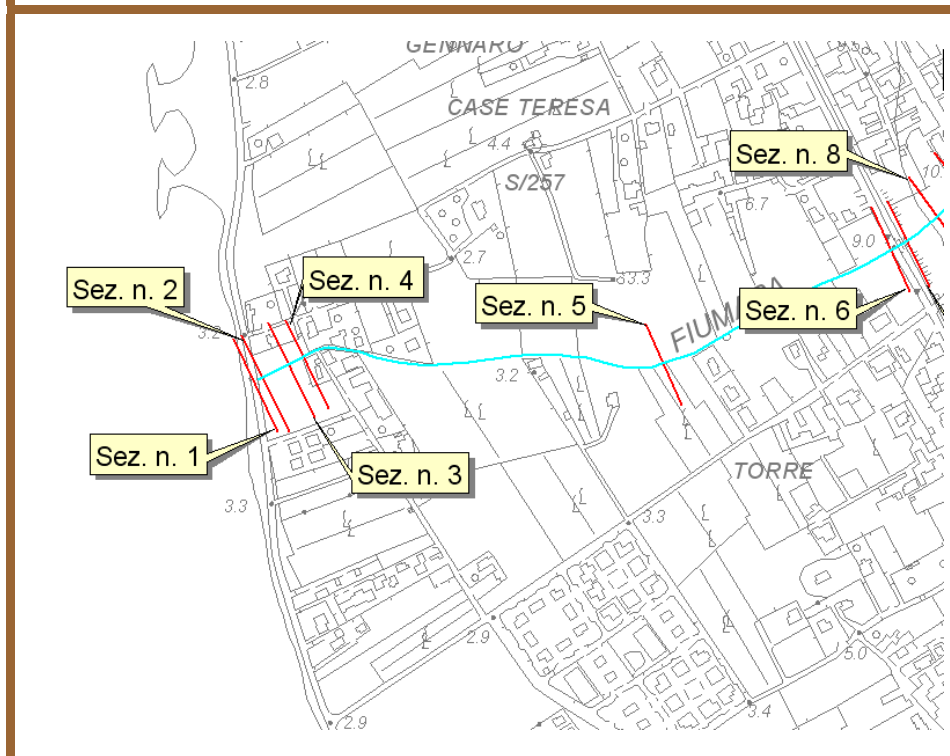 GENNARO
9.5
2.8
CASE TERESA
4.4
Sez. n. 8
10.
S/257
6.7
9.0
2.7
Sez. n. 4
3.3
Sez. n. 2
Sez. n. 5
FIUMARA
Sez. n. 6
3.2
3.2
Sez. n. 1
Sez. n. 3
TORRE
3.3
3.3
2.9
5.0
3.4
2.9